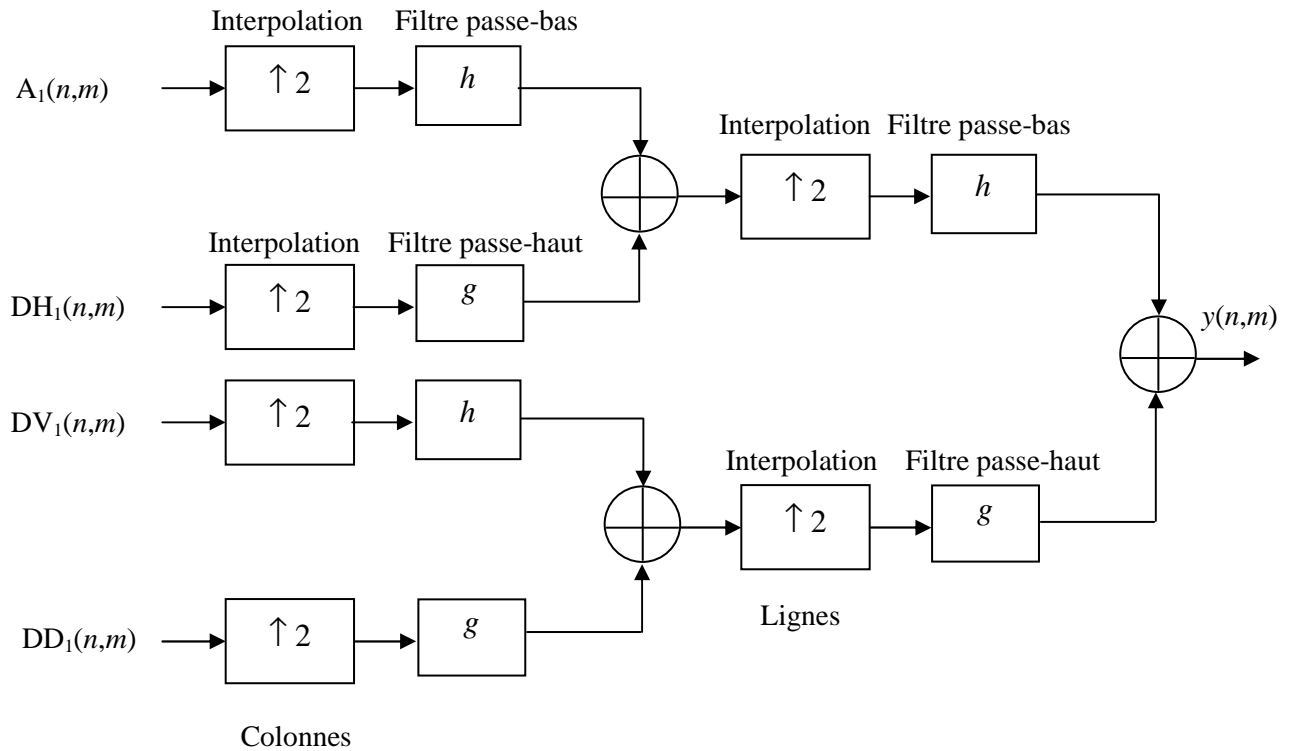 Interpolation Filtre passe-bas
A₁(n,m) ↑ 2 h
Interpolation Filtre passe-bas
↑ 2 h
Interpolation Filtre passe-haut
DH₁(n,m) ↑ 2 g
y(n,m)
DV₁(n,m) ↑ 2 h
Interpolation Filtre passe-haut
↑ 2 g
Lignes
DD₁(n,m) ↑ 2 g
Colonnes